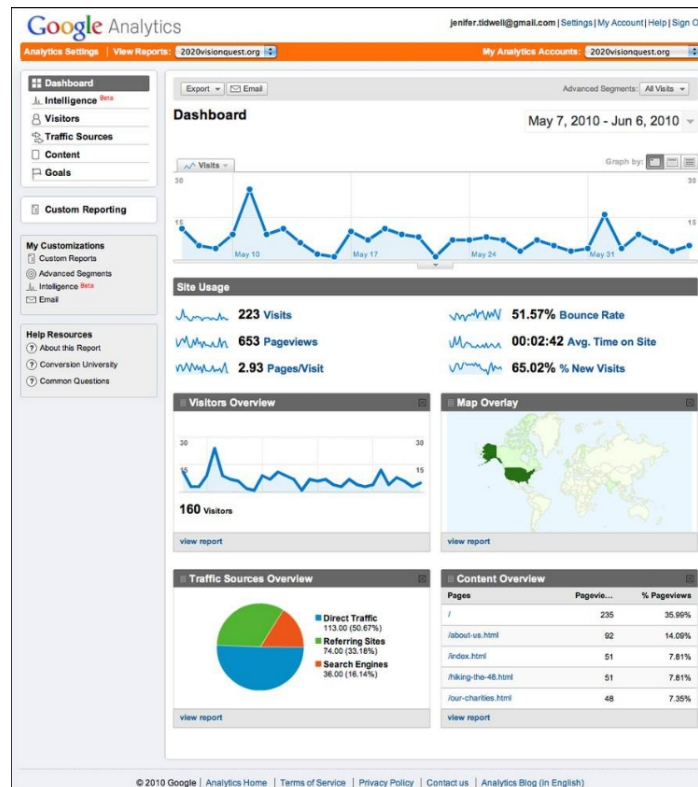 Google Analytics
jenifer.tidwell@gmail.com | Settings | My Account | Help | Sign O
Analytics Settings | View Reports: 2020visionquest.org
My Analytics Accounts: 2020visionquest.org
Dashboard
Intelligence Beta
Visitors
Traffic Sources
Content
Goals
Custom Reporting
My Customizations
Custom Reports
Advanced Segments
Intelligence Beta
Email
Help Resources
About this Report
Conversion University
Common Questions
Export Email
Advanced Segments: All Visits
Dashboard
May 7, 2010 - Jun 6, 2010
Visits
Graph by:
30 30
15 15
May 10 May 17 May 24 May 31
Site Usage
223 Visits
653 Pageviews
2.93 Pages/Visit
51.57% Bounce Rate
00:02:42 Avg. Time on Site
65.02% % New Visits
Visitors Overview
30 30
15 15
160 Visitors
view report
Map Overlay
view report
Traffic Sources Overview
Direct Traffic
113.00 (50.67%)
Referring Sites
74.00 (33.18%)
Search Engines
36.00 (16.14%)
view report
Content Overview
Pages Pagevie... % Pageviews
/ 235 35.99%
/about-us.html 92 14.09%
/index.html 51 7.81%
/hiking-the-48.html 51 7.81%
/our-charities.html 48 7.35%
view report
© 2010 Google | Analytics Home | Terms of Service | Privacy Policy | Contact us | Analytics Blog (in English)